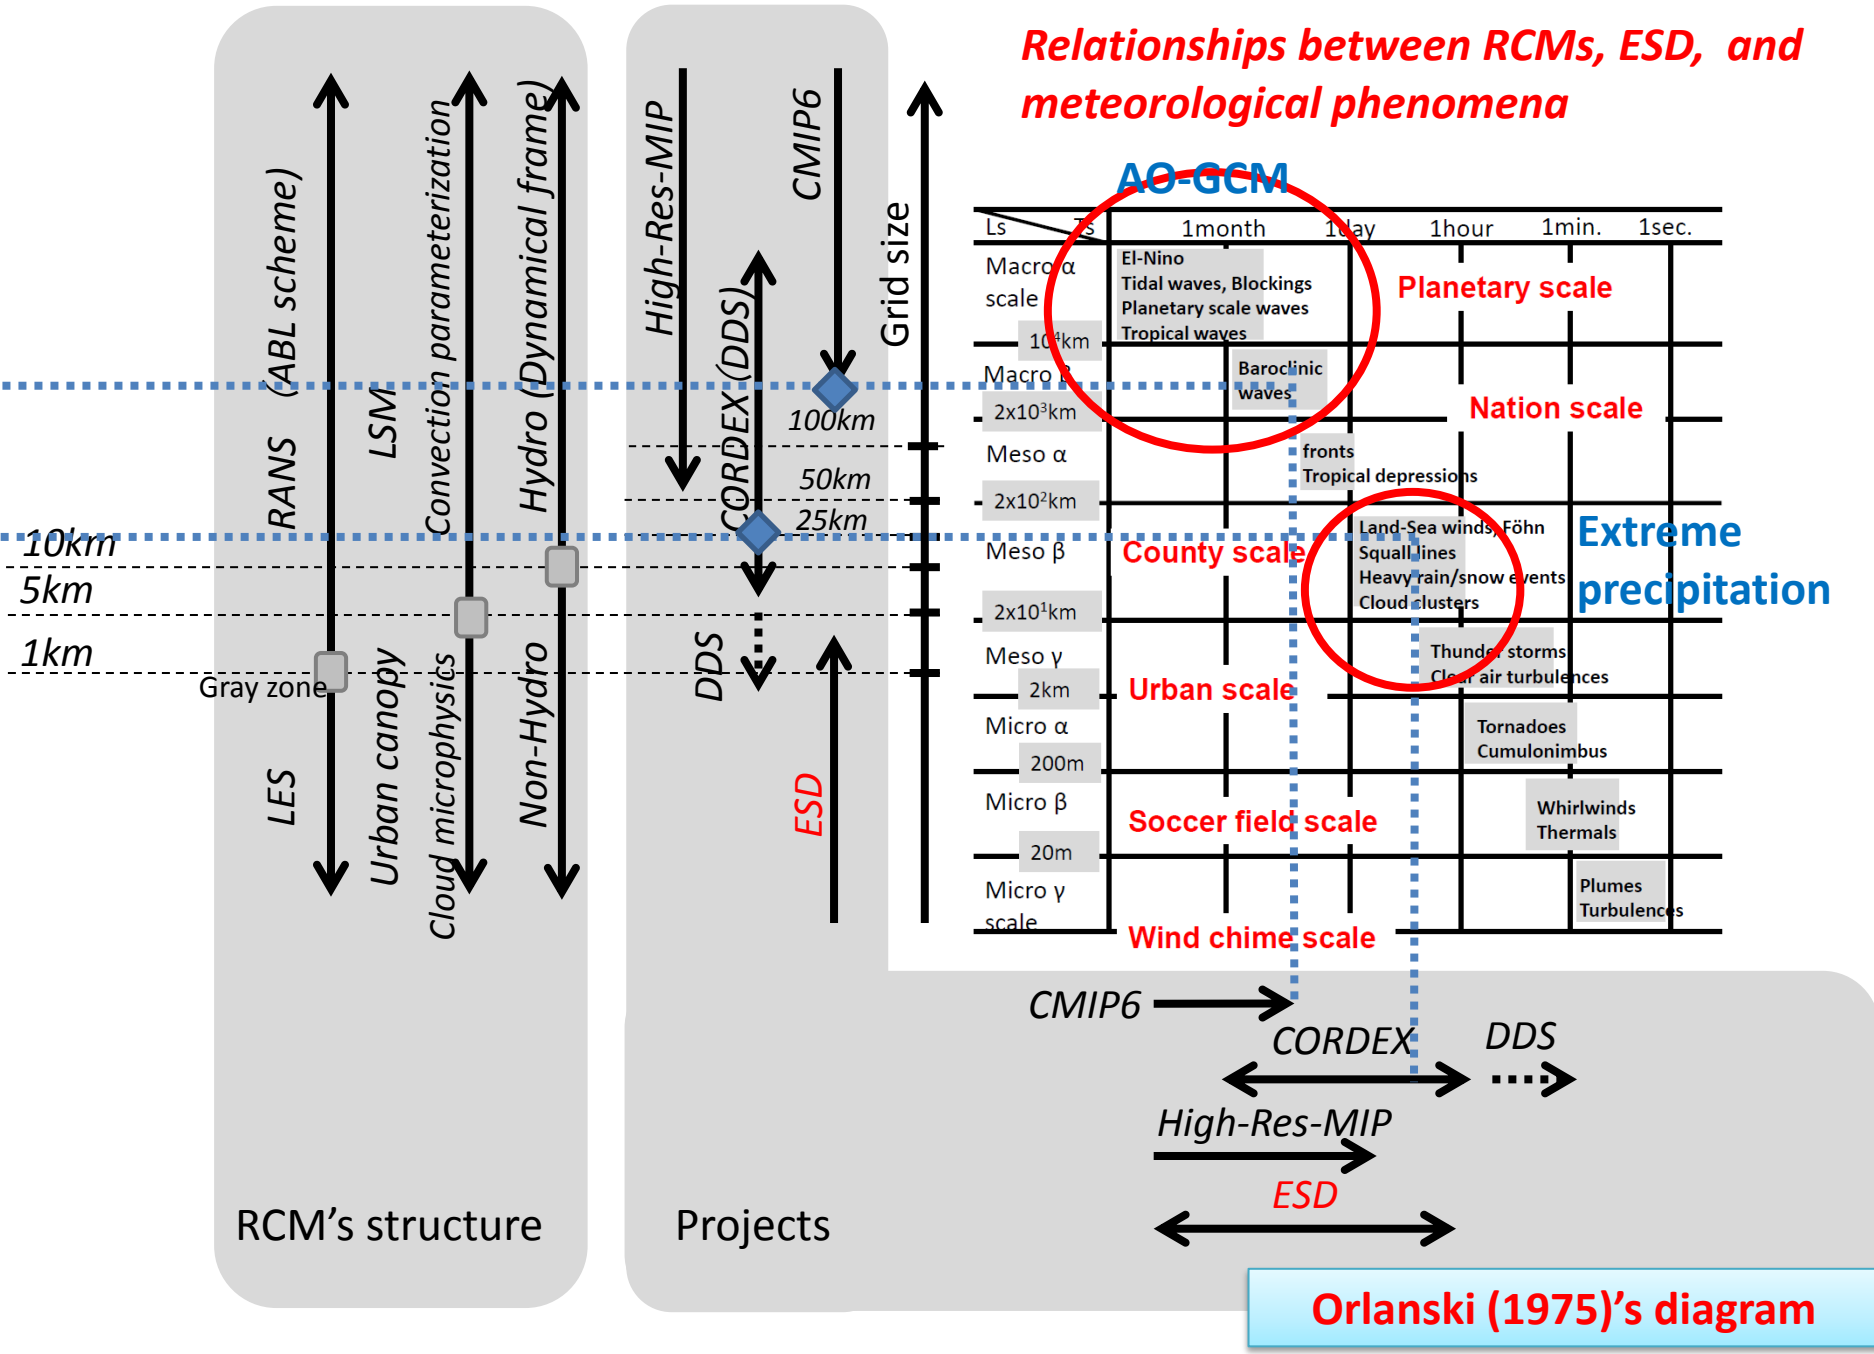 Relationships between RCMs, ESD, and
meteorological phenomena
AO-GCM
Ls
Ts
1month
1day
1hour
1min.
1sec.
Macro α
scale
10⁴km
Macro β
2x10³km
Meso α
2x10²km
Meso β
2x10¹km
Meso γ
2km
Micro α
200m
Micro β
20m
Micro γ
scale
El-Nino
Tidal waves, Blockings
Planetary scale waves
Tropical waves
Baroclinic
waves
fronts
Tropical depressions
Land-Sea winds, Föhn
Squall lines
Heavy rain/snow events
Cloud clusters
Thunder storms
Clear air turbulences
Tornadoes
Cumulonimbus
Whirlwinds
Thermals
Plumes
Turbulences
Planetary scale
Nation scale
County scale
Urban scale
Soccer field scale
Wind chime scale
Extreme
precipitation
RANS (ABL scheme)
LES
LSM
Urban canopy
Convection parameterization
Cloud microphysics
Hydro (Dynamical frame)
Non-Hydro
High-Res-MIP
CMIP6
CORDEX (DDS)
DDS
ESD
Grid size
100km
50km
25km
10km
5km
1km
Gray zone
CMIP6
CORDEX
DDS
High-Res-MIP
ESD
RCM's structure
Projects
Orlanski (1975)'s diagram